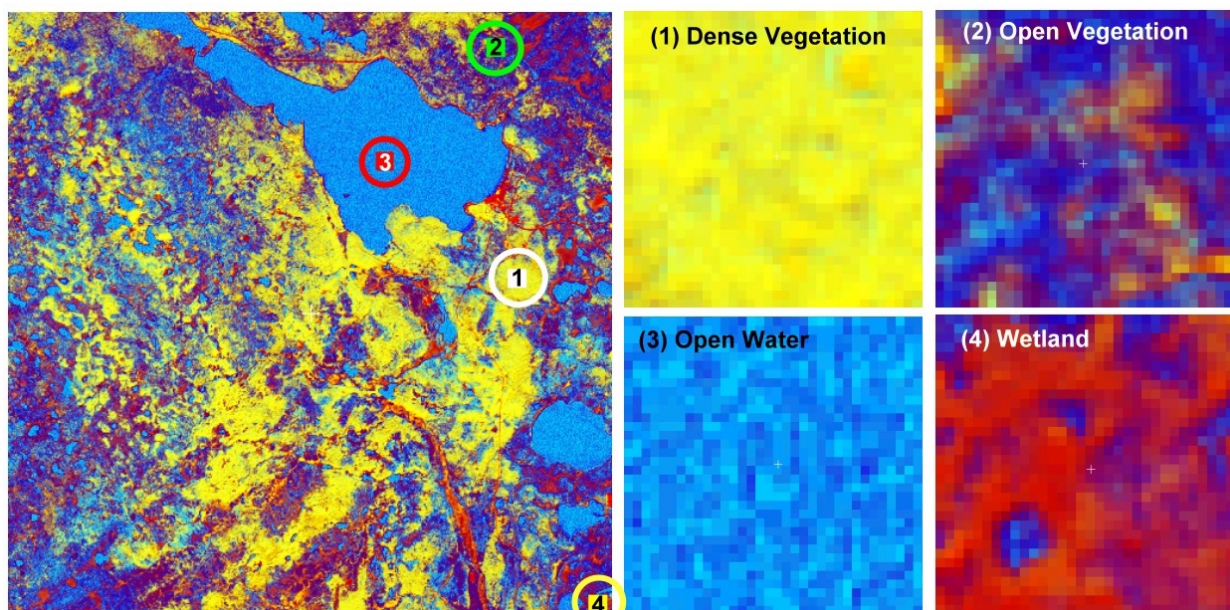 2
3
1
4
(1) Dense Vegetation
(2) Open Vegetation
(3) Open Water
(4) Wetland